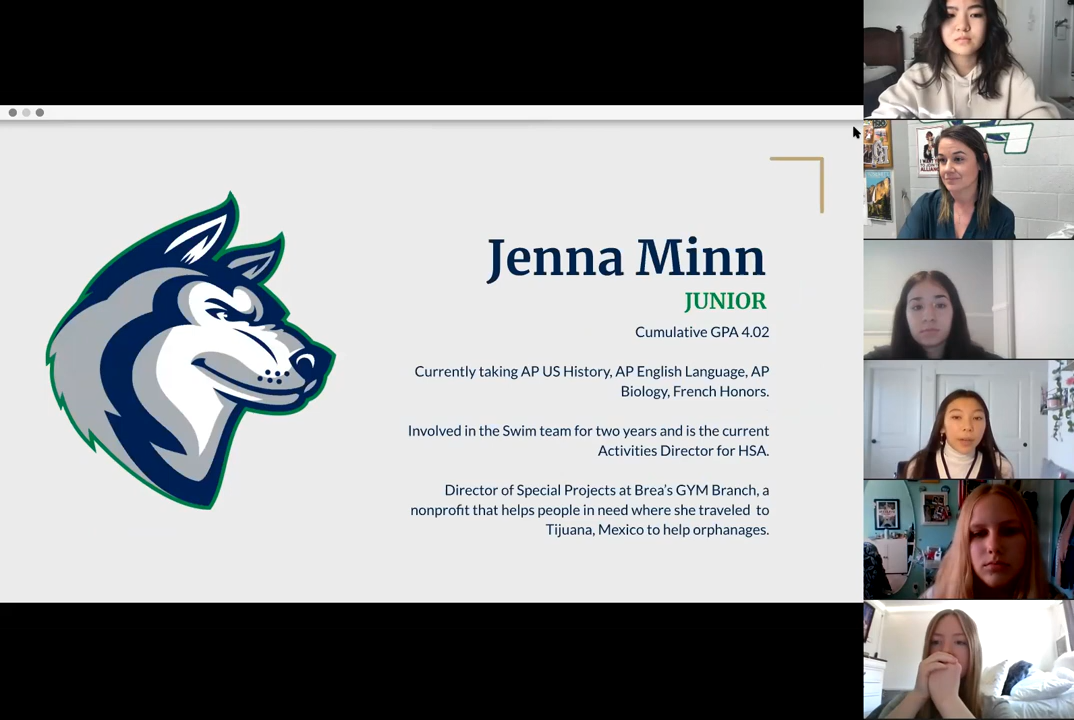 Jenna Minn
JUNIOR
Cumulative GPA 4.02
Currently taking AP US History, AP English Language, AP
Biology, French Honors.
Involved in the Swim team for two years and is the current
Activities Director for HSA.
Director of Special Projects at Brea's GYM Branch, a
nonprofit that helps people in need where she traveled to
Tijuana, Mexico to help orphanages.